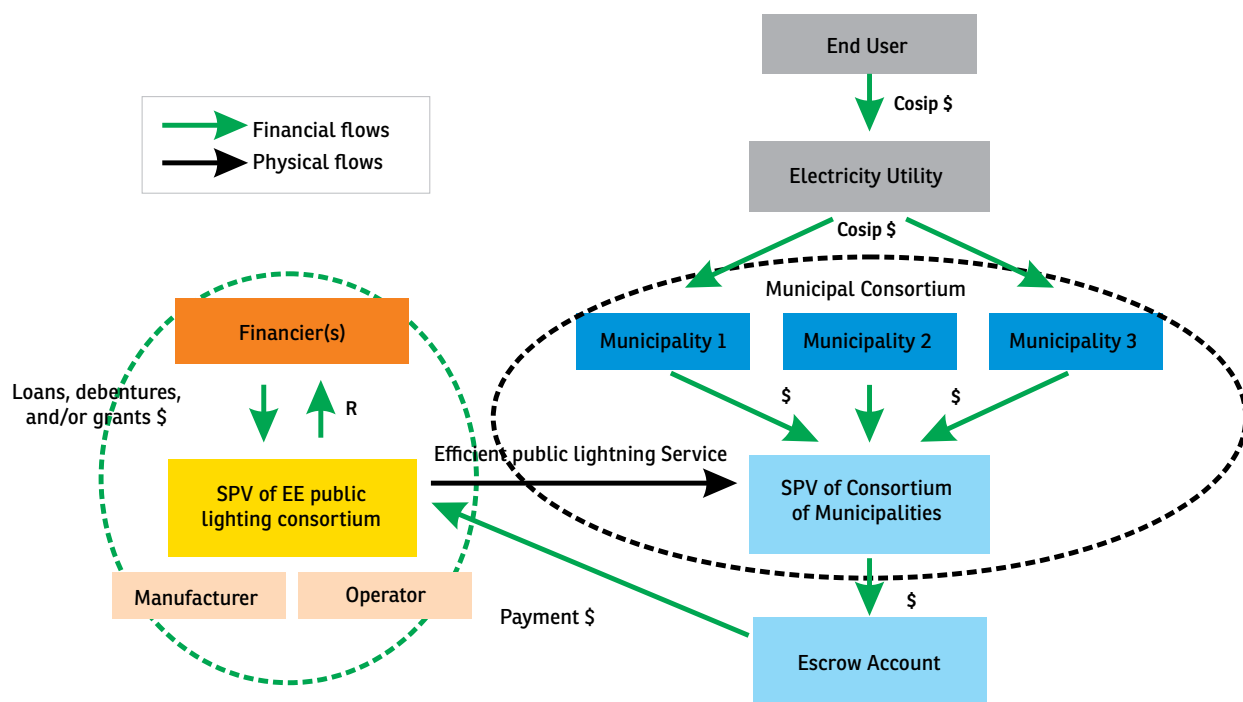 End User
Cosip $
Financial flows
Physical flows
Electricity Utility
Cosip $
Municipal Consortium
Financier(s)
Municipality 1
Municipality 2
Municipality 3
Loans, debentures,
and/or grants $
R
$
$
Efficient public lightning Service
SPV of EE public
lighting consortium
SPV of Consortium
of Municipalities
Manufacturer
Operator
$
Payment $
Escrow Account